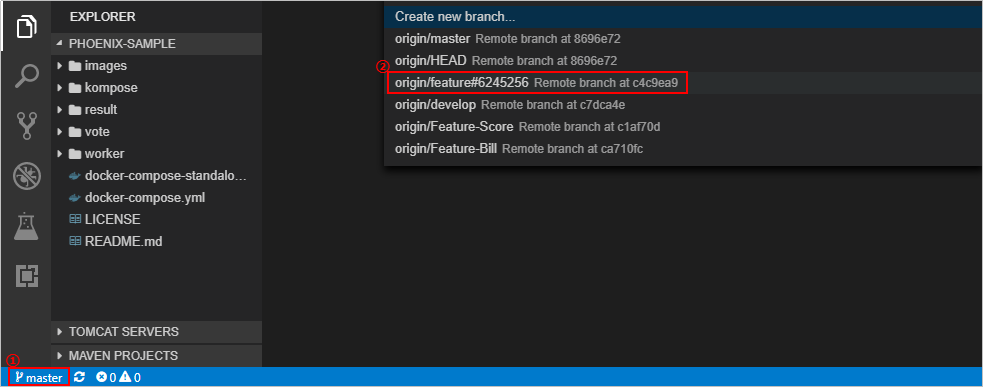 EXPLORER
PHOENIX-SAMPLE
images
kompose
result
vote
worker
docker-compose-standalo...
docker-compose.yml
LICENSE
README.md
TOMCAT SERVERS
MAVEN PROJECTS
Create new branch...
origin/master Remote branch at 8696e72
origin/HEAD Remote branch at 8696e72
②
origin/feature#6245256 Remote branch at c4c9ea9
origin/develop Remote branch at c7dca4e
origin/Feature-Score Remote branch at c1af70d
origin/Feature-Bill Remote branch at ca710fc
①
master 0 0